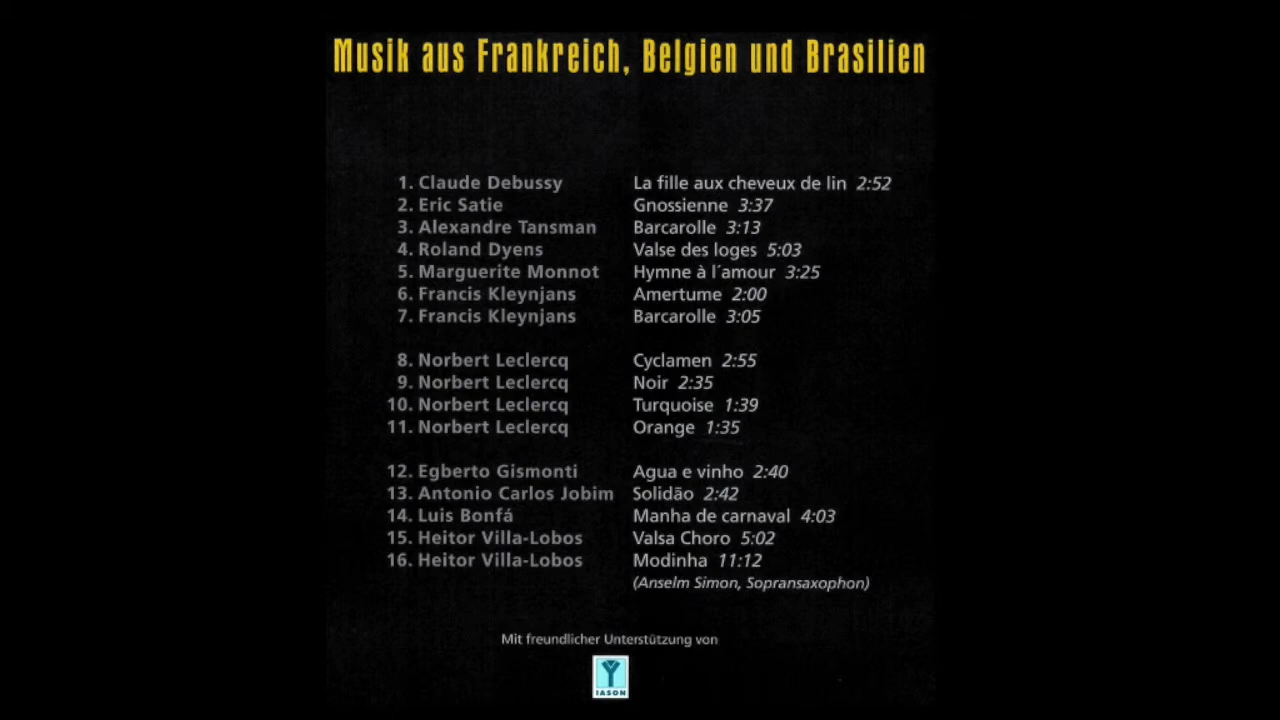 Musik aus Frankreich, Belgien und Brasilien
1. Claude Debussy La fille aux cheveux de lin 2:52
2. Eric Satie Gnossienne 3:37
3. Alexandre Tansman Barcarolle 3:13
4. Roland Dyens Valse des loges 5:03
5. Marguerite Monnot Hymne à l´amour 3:25
6. Francis Kleynjans Amertume 2:00
7. Francis Kleynjans Barcarolle 3:05
8. Norbert Leclercq Cyclamen 2:55
9. Norbert Leclercq Noir 2:35
10. Norbert Leclercq Turquoise 1:39
11. Norbert Leclercq Orange 1:35
12. Egberto Gismonti Agua e vinho 2:40
13. Antonio Carlos Jobim Solidão 2:42
14. Luis Bonfá Manha de carnaval 4:03
15. Heitor Villa-Lobos Valsa Choro 5:02
16. Heitor Villa-Lobos Modinha 11:12
(Anselm Simon, Sopransaxophon)
Mit freundlicher Unterstützung von
IASON